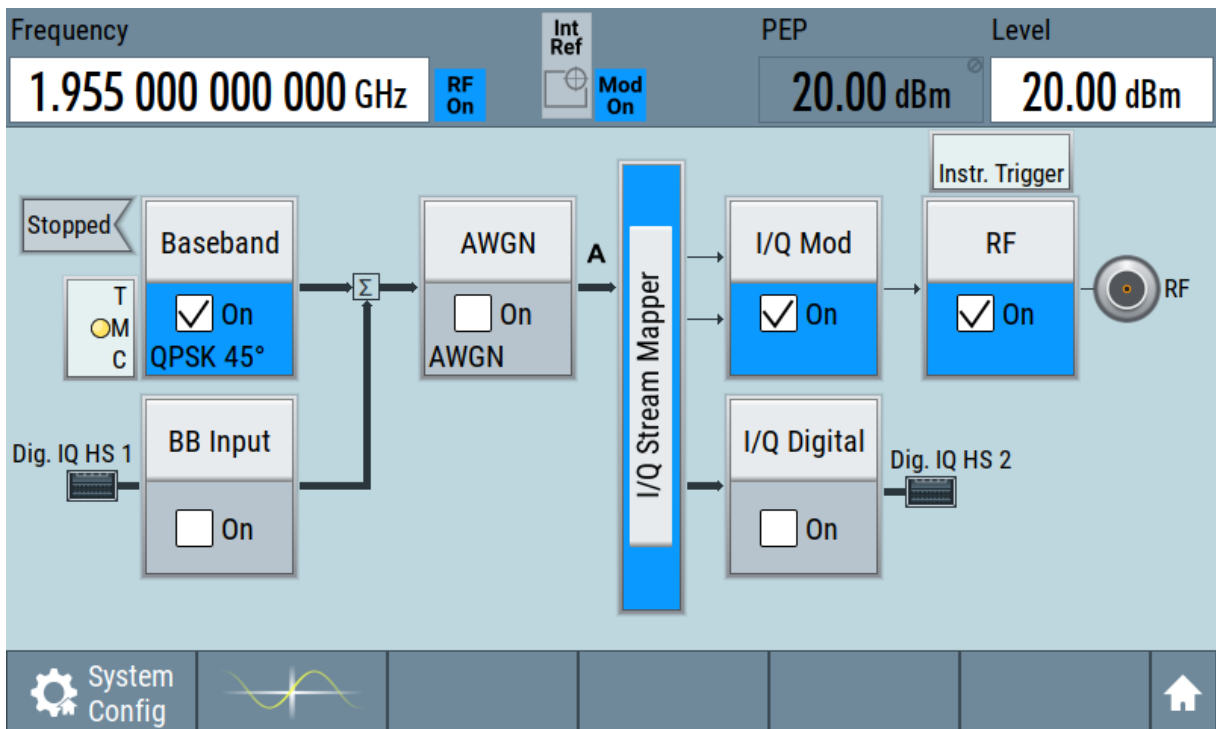 Frequency
Int
Ref
PEP
Level
1.955 000 000 000 GHz
RF
On
Mod
On
20.00 dBm
20.00 dBm
Instr. Trigger
Stopped
Baseband
On
QPSK 45°
T
M
C
Σ
AWGN
On
AWGN
A
I/Q Stream Mapper
I/Q Mod
On
RF
On
RF
Dig. IQ HS 1
BB Input
On
I/Q Digital
On
Dig. IQ HS 2
System
Config